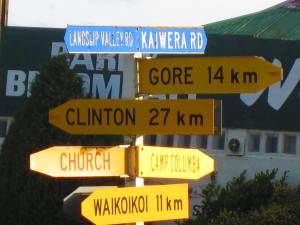 LANDSLIP VALLEY RD
KAIWERA RD
GORE 14 km
CLINTON 27 km
CHURCH
CAMP COLUMBA
WAIKOIKOI 11 km